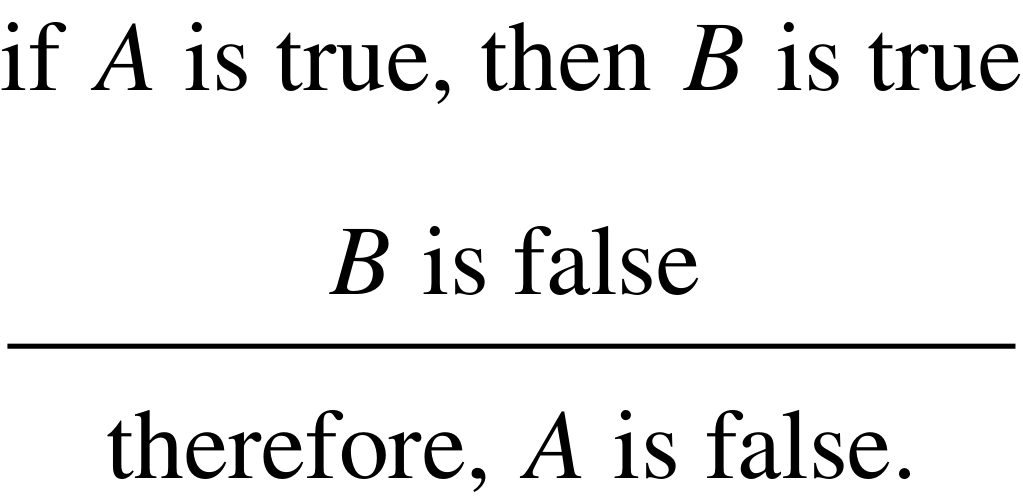 if A is true, then B is true
B is false
therefore, A is false.